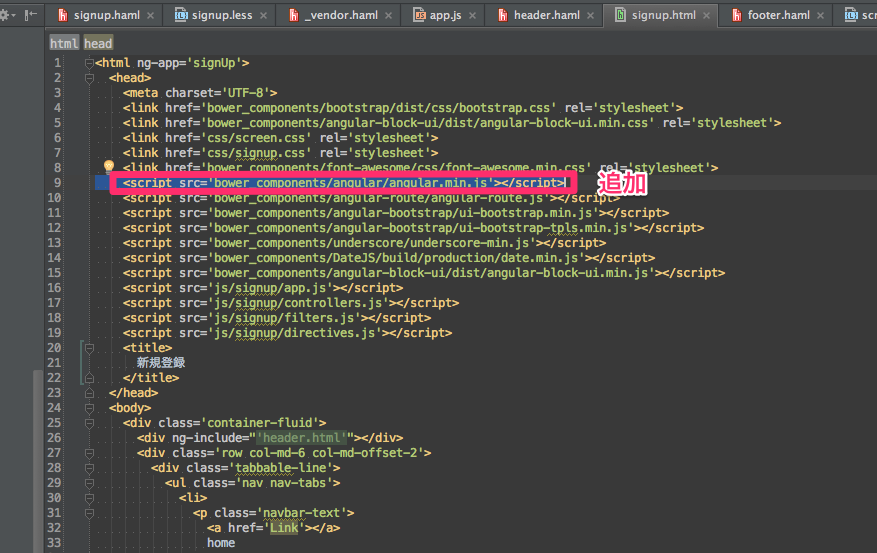 signup.haml signup.less _vendor.haml app.js header.haml signup.html footer.haml scr
html head
1 <html ng-app='signUp'>
2 <head>
3 <meta charset='UTF-8'>
4 <link href='bower_components/bootstrap/dist/css/bootstrap.css' rel='stylesheet'>
5 <link href='bower_components/angular-block-ui/dist/angular-block-ui.min.css' rel='stylesheet'>
6 <link href='css/screen.css' rel='stylesheet'>
7 <link href='css/signup.css' rel='stylesheet'>
8 <link href='bower_components/font-awesome/css/font-awesome.min.css' rel='stylesheet'>
9 <script src='bower_components/angular/angular.min.js'></script> 追加
10 <script src='bower_components/angular-route/angular-route.js'></script>
11 <script src='bower_components/angular-bootstrap/ui-bootstrap.min.js'></script>
12 <script src='bower_components/angular-bootstrap/ui-bootstrap-tpls.min.js'></script>
13 <script src='bower_components/underscore/underscore-min.js'></script>
14 <script src='bower_components/DateJS/build/production/date.min.js'></script>
15 <script src='bower_components/angular-block-ui/dist/angular-block-ui.min.js'></script>
16 <script src='js/signup/app.js'></script>
17 <script src='js/signup/controllers.js'></script>
18 <script src='js/signup/filters.js'></script>
19 <script src='js/signup/directives.js'></script>
20 <title>
21 新規登録
22 </title>
23 </head>
24 <body>
25 <div class='container-fluid'>
26 <div ng-include="'header.html'"></div>
27 <div class='row col-md-6 col-md-offset-2'>
28 <div class='tabbable-line'>
29 <ul class='nav nav-tabs'>
30 <li>
31 <p class='navbar-text'>
32 <a href='Link'></a>
33 home